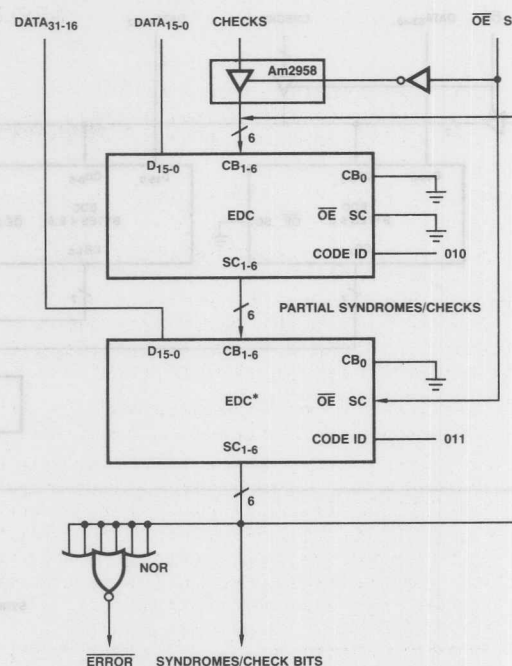 DATA31-16 DATA15-0 CHECKS OE S
Am2958
6
D15-0 CB1-6
CB0
EDC OE SC
CODE ID 010
SC1-6
6 PARTIAL SYNDROMES/CHECKS
D15-0 CB1-6
CB0
EDC* OE SC
CODE ID 011
SC1-6
6
NOR
ERROR SYNDROMES/CHECK BITS